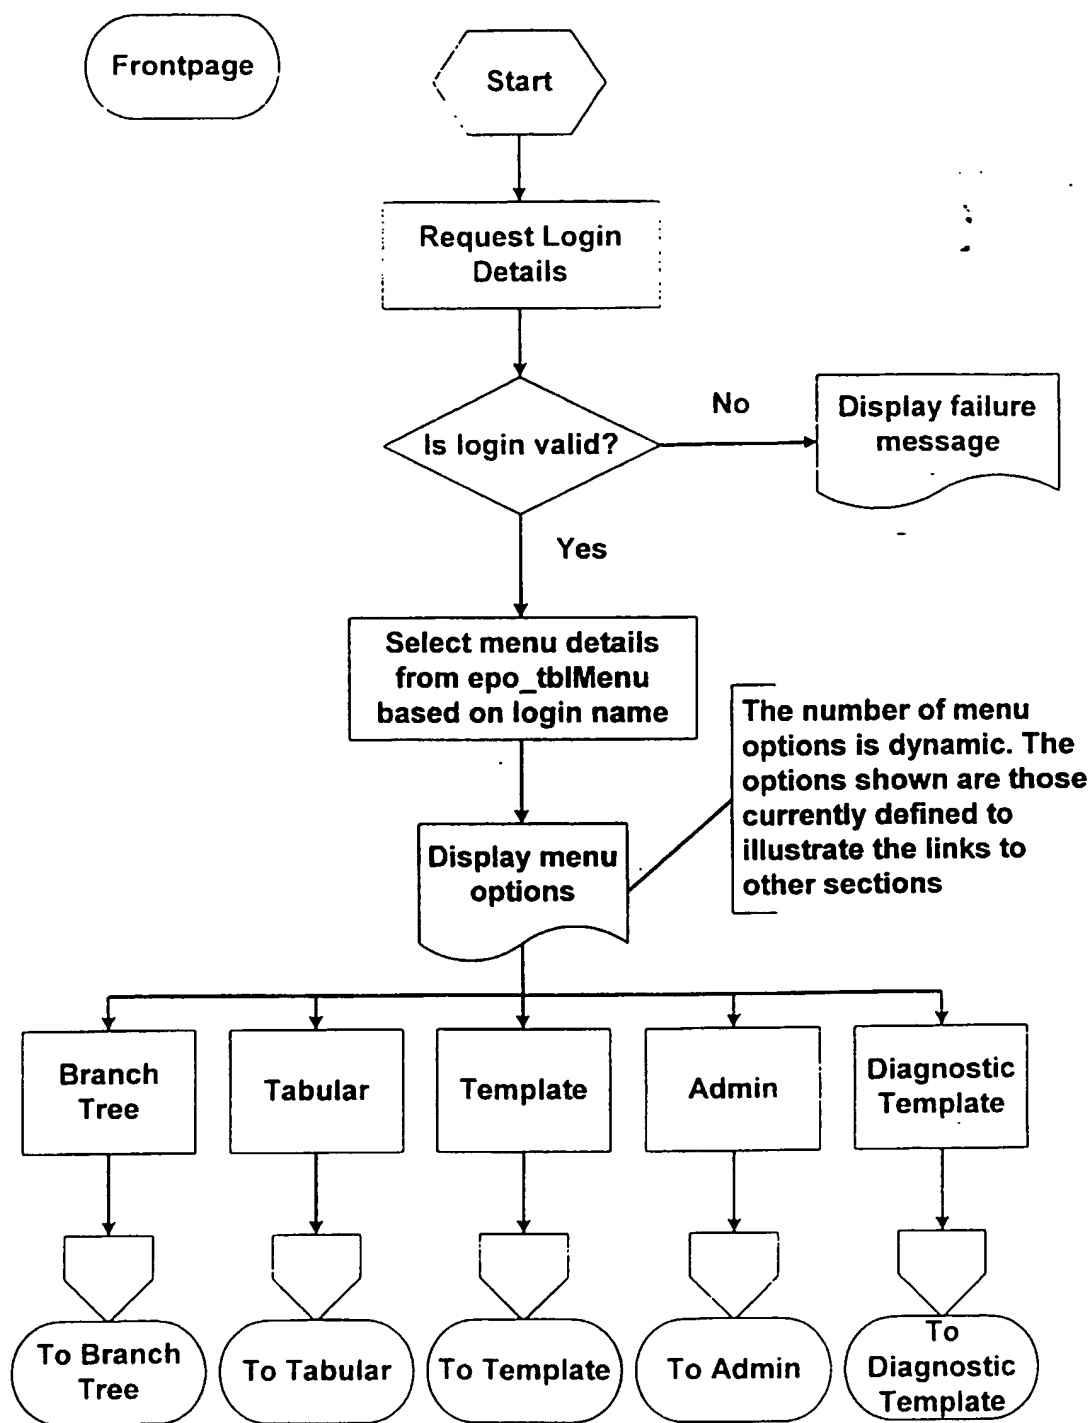 Frontpage
Start
Request Login
Details
Is login valid?
No
Display failure
message
Yes
Select menu details
from epo_tblMenu
based on login name
The number of menu
options is dynamic. The
options shown are those
currently defined to
illustrate the links to
other sections
Display menu
options
Branch
Tree
Tabular
Template
Admin
Diagnostic
Template
To Branch
Tree
To Tabular
To Template
To Admin
To
Diagnostic
Template